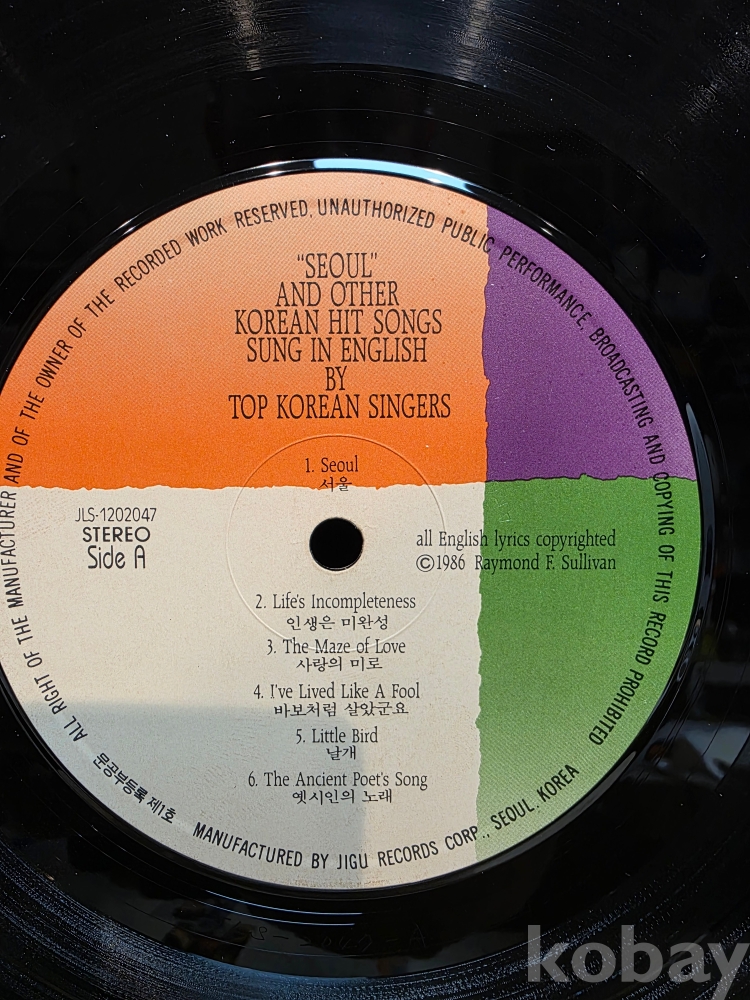 "SEOUL"
AND OTHER
KOREAN HIT SONGS
SUNG IN ENGLISH
BY
TOP KOREAN SINGERS
1. Seoul
서울
JLS-1202047
STEREO
Side A
all English lyrics copyrighted
©1986 Raymond F. Sullivan
2. Life's Incompleteness
인생은 미완성
3. The Maze of Love
사랑의 미로
4. I've Lived Like A Fool
바보처럼 살았군요
5. Little Bird
날개
6. The Ancient Poet's Song
옛시인의 노래
ALL RIGHT OF THE MANUFACTURER AND OF THE OWNER OF THE RECORDED WORK RESERVED, UNAUTHORIZED PUBLIC PERFORMANCE, BROADCASTING AND COPYING OF THIS RECORD PROHIBITED
문공부등록 제1호
MANUFACTURED BY JIGU RECORDS CORP., SEOUL, KOREA
kobay